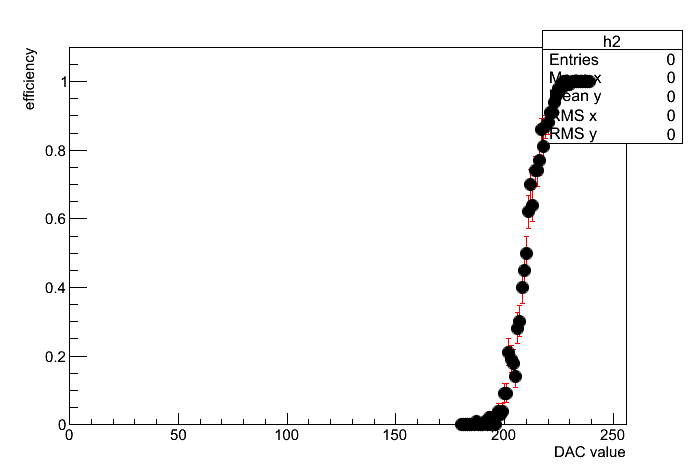 h2
Entries 0
Mean x 0
Mean y 0
RMS x 0
RMS y 0
efficiency
1
0.8
0.6
0.4
0.2
0
0 50 100 150 200 250
DAC value